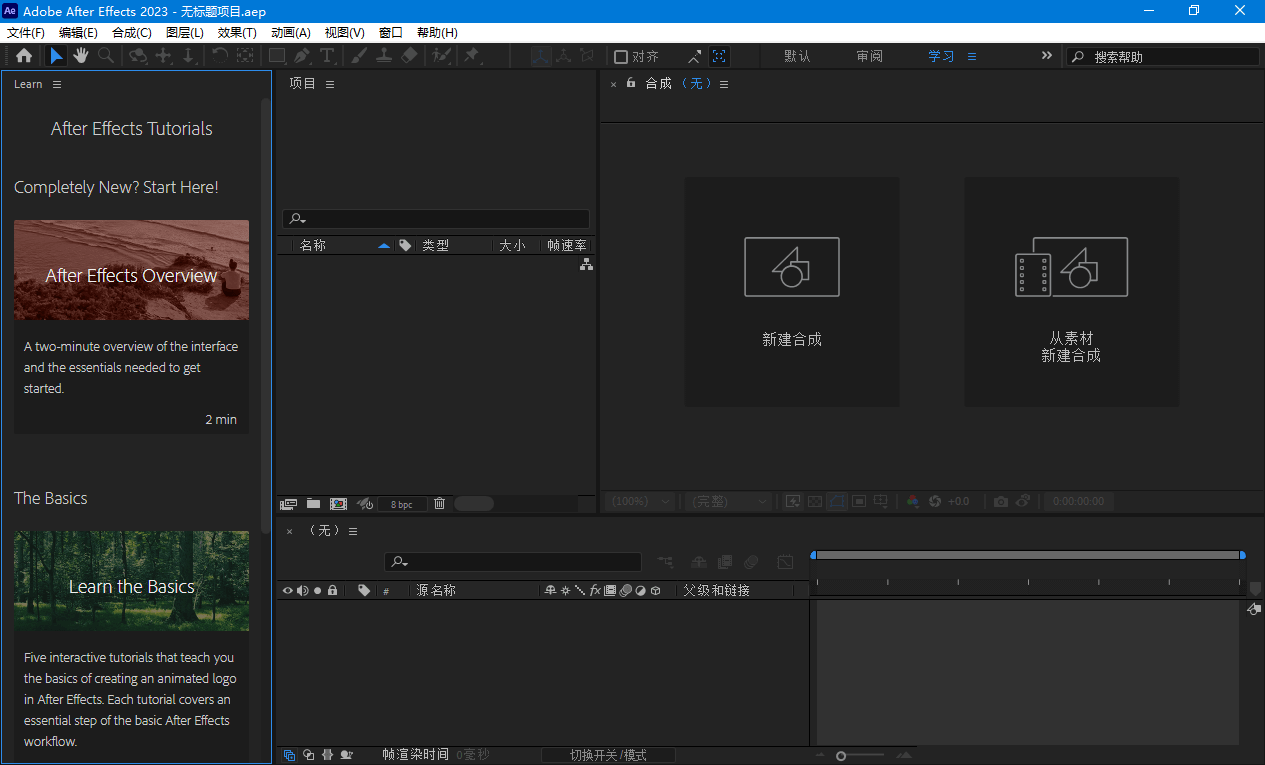 Ae Adobe After Effects 2023 - 无标题项目.aep
文件(F) 编辑(E) 合成(C) 图层(L) 效果(T) 动画(A) 视图(V) 窗口 帮助(H)
对齐 默认 审阅 学习 搜索帮助
Learn
After Effects Tutorials
Completely New? Start Here!
After Effects Overview
A two-minute overview of the interface
and the essentials needed to get
started.
2 min
The Basics
Learn the Basics
Five interactive tutorials that teach you
the basics of creating an animated logo
in After Effects. Each tutorial covers an
essential step of the basic After Effects
workflow.
项目
名称 类型 大小 帧速率
8 bpc
合成 （无）
新建合成
从素材
新建合成
(100%) (完整) +0.0 0:00:00:00
（无）
# 源名称 fx 父级和链接
帧渲染时间 0毫秒 切换开关/模式